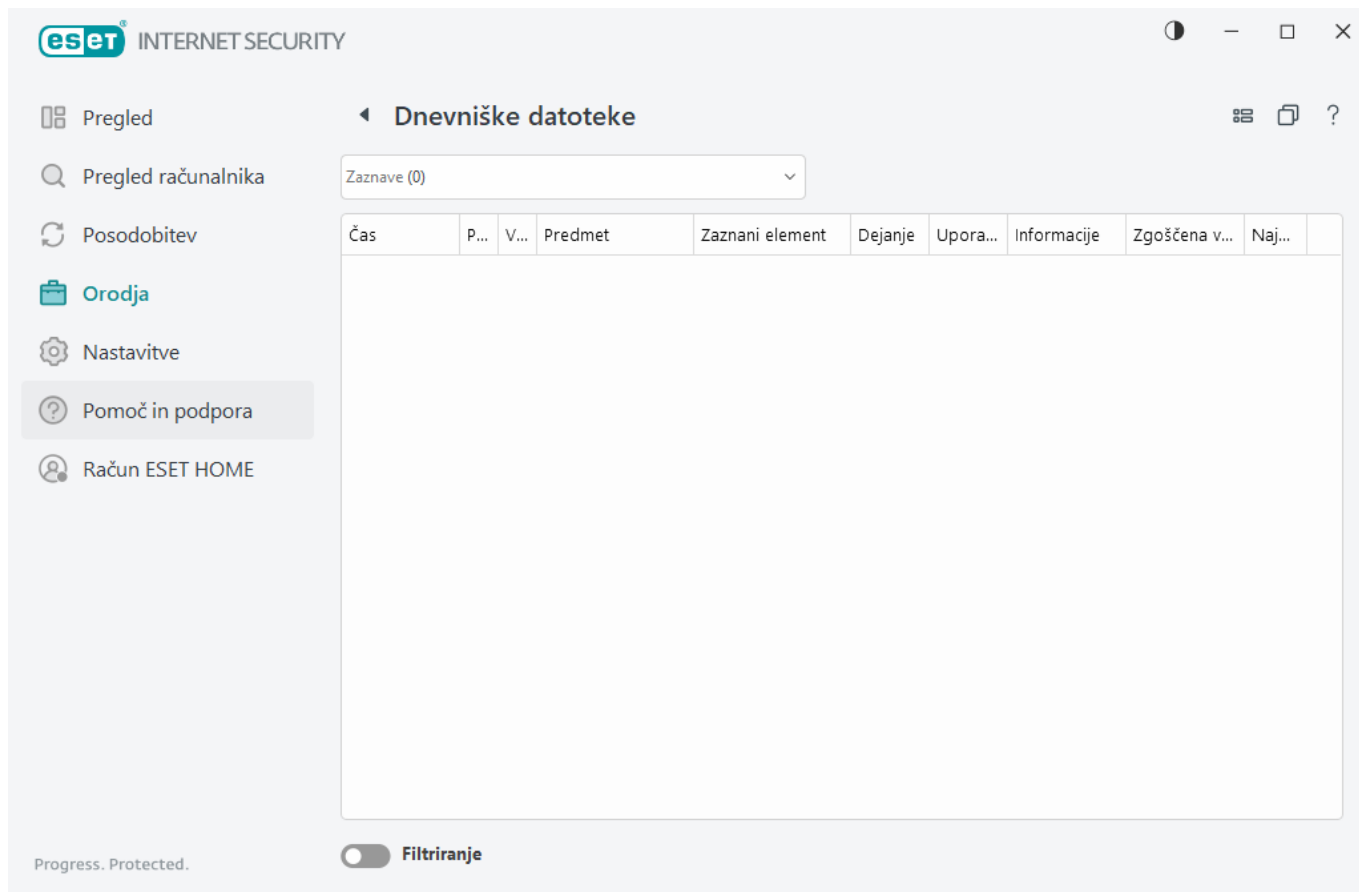 eseT® INTERNET SECURITY
Pregled
Pregled računalnika
Posodobitev
Orodja
Nastavitve
Pomoč in podpora
Račun ESET HOME
Progress. Protected.
Dnevniške datoteke
?
Zaznave (0)
Čas P... V... Predmet Zaznani element Dejanje Upora... Informacije Zgoščena v... Naj...
Filtriranje